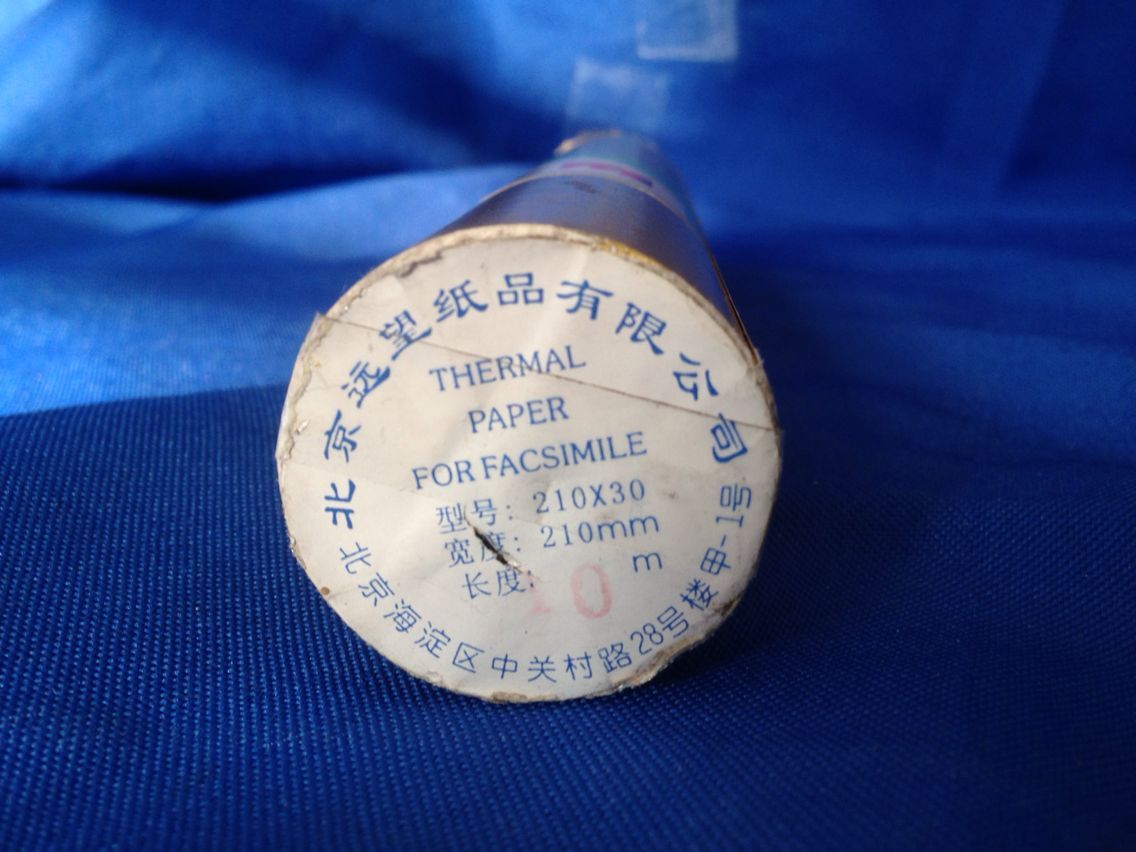 北京远望纸品有限公司
THERMAL
PAPER
FOR FACSIMILE
型号: 210X30
宽度: 210mm
长度: 10 m
北京海淀区中关村路28号楼甲-1号